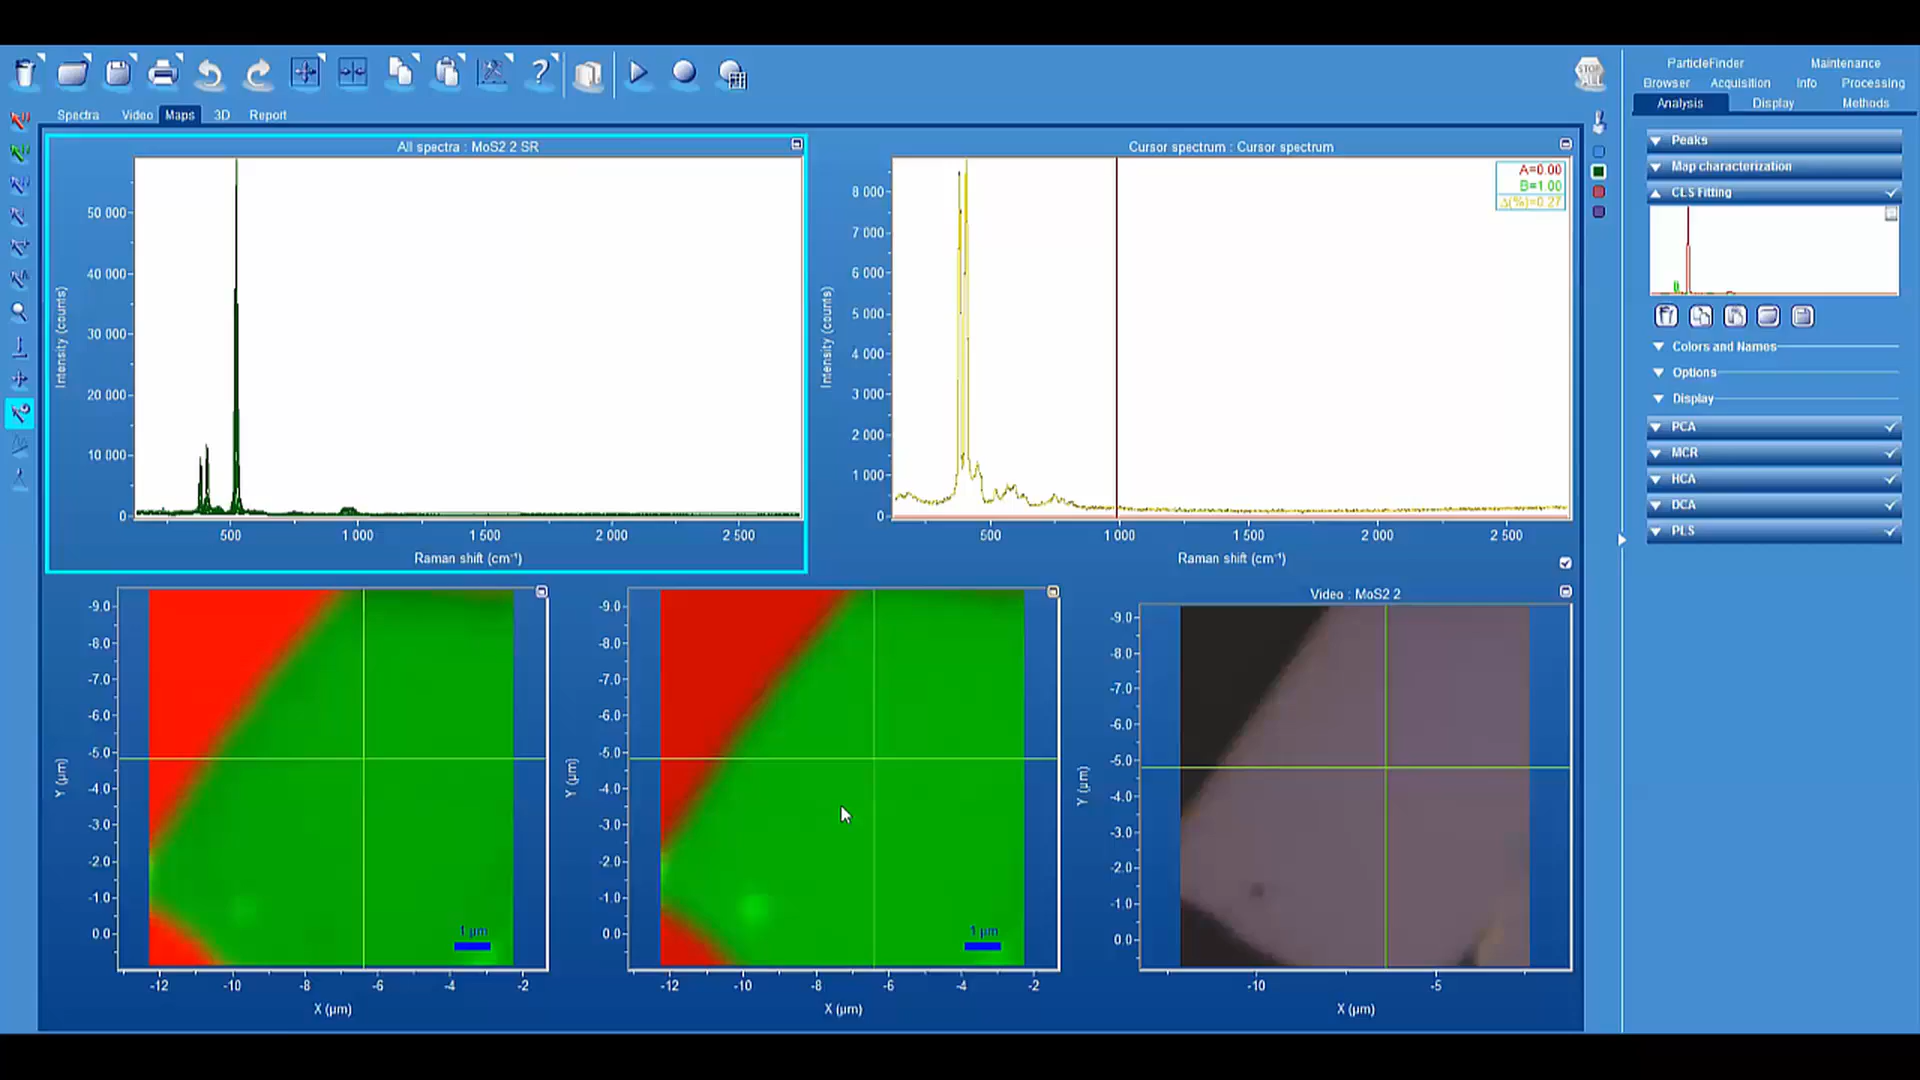 ParticleFinder Maintenance
Browser Acquisition Info Processing
Analysis Display Methods
STOP ALL
Spectra Video Maps 3D Report
All spectra : MoS2 2 SR
50 000
40 000
30 000
20 000
10 000
0
Intensity (counts)
500 1 000 1 500 2 000 2 500
Raman shift (cm⁻¹)
Cursor spectrum : Cursor spectrum
A=0.00
B=1.00
Δ(%)=0.27
8 000
7 000
6 000
5 000
4 000
3 000
2 000
1 000
0
Intensity (counts)
500 1 000 1 500 2 000 2 500
Raman shift (cm⁻¹)
Peaks
Map characterization
CLS Fitting
Colors and Names
Options
Display
PCA
MCR
HCA
DCA
PLS
-9.0
-8.0
-7.0
-6.0
-5.0
-4.0
-3.0
-2.0
-1.0
0.0
Y (µm)
1 µm
-12 -10 -8 -6 -4 -2
X (µm)
-9.0
-8.0
-7.0
-6.0
-5.0
-4.0
-3.0
-2.0
-1.0
0.0
Y (µm)
1 µm
-12 -10 -8 -6 -4 -2
X (µm)
Video : MoS2 2
-9.0
-8.0
-7.0
-6.0
-5.0
-4.0
-3.0
-2.0
-1.0
0.0
Y (µm)
-10 -5
X (µm)